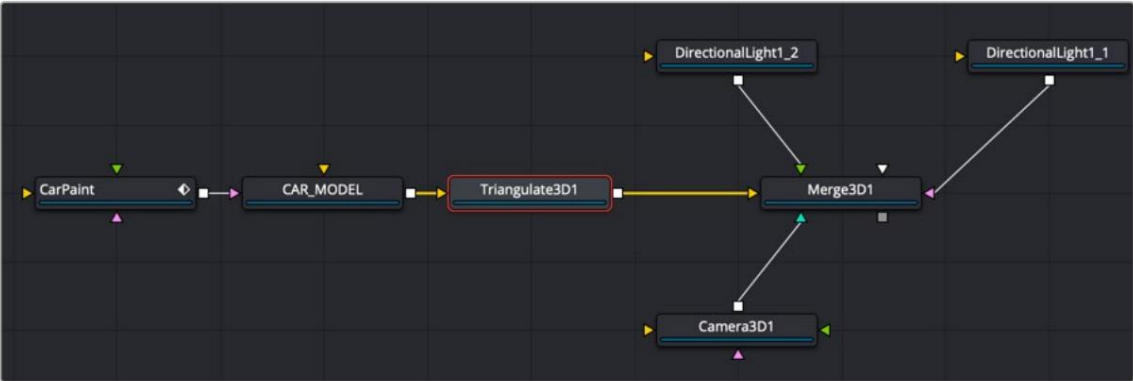 DirectionalLight1_2
DirectionalLight1_1
CarPaint
CAR_MODEL
Triangulate3D1
Merge3D1
Camera3D1